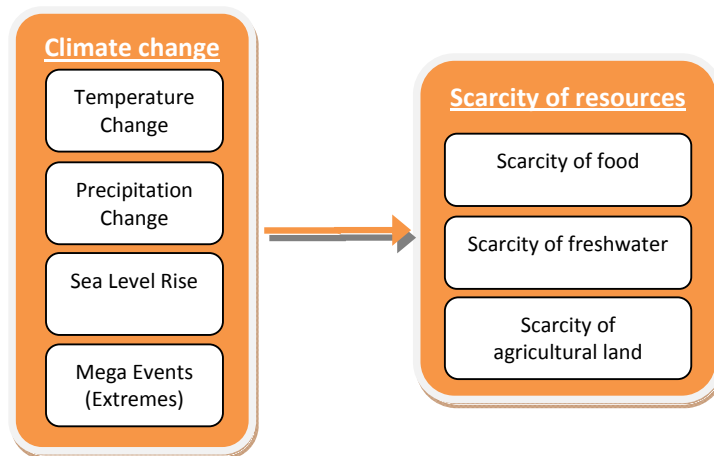 Climate change
Temperature
Change
Precipitation
Change
Sea Level Rise
Mega Events
(Extremes)
Scarcity of resources
Scarcity of food
Scarcity of freshwater
Scarcity of
agricultural land